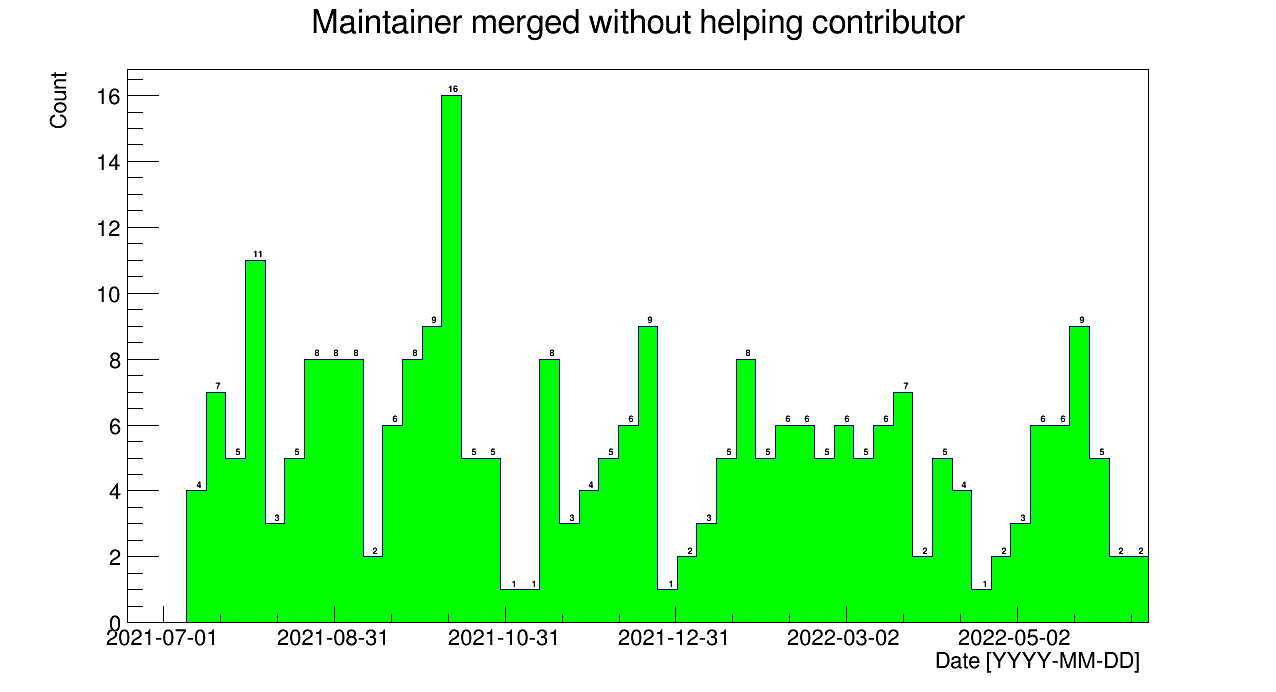 Maintainer merged without helping contributor
Count
16
14
12
10
8
6
4
2
0
4 7 5 11 3 5 8 8 8 2 6 8 9 16 5 5 1 1 8 3 4 5 6 9 1 2 3 5 8 5 6 6 5 6 5 6 7 2 5 4 1 2 3 6 6 9 5 2 2
2021-07-01 2021-08-31 2021-10-31 2021-12-31 2022-03-02 2022-05-02
Date [YYYY-MM-DD]